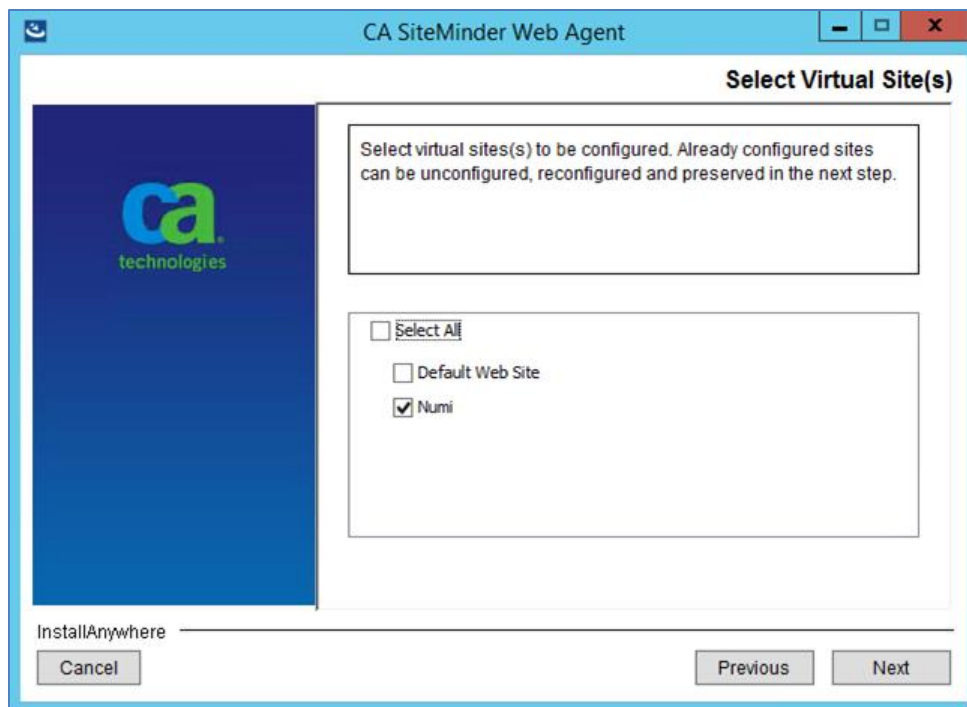 CA SiteMinder Web Agent
Select Virtual Site(s)
ca
technologies
Select virtual sites(s) to be configured. Already configured sites
can be unconfigured, reconfigured and preserved in the next step.
Select All
Default Web Site
Numi
InstallAnywhere
Cancel
Previous
Next